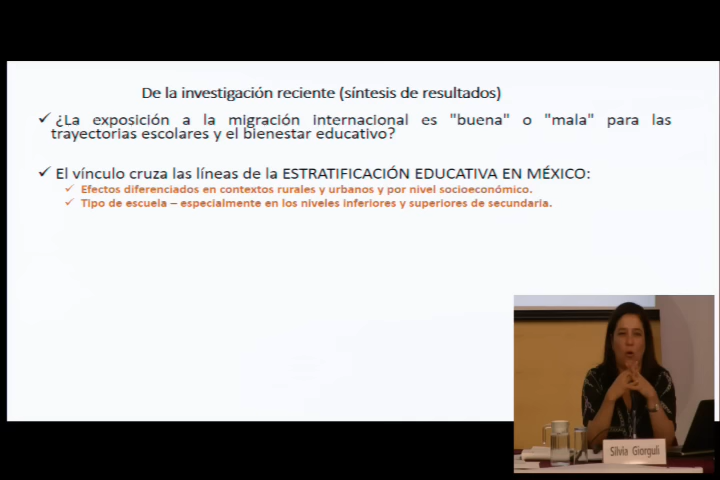 De la investigación reciente (síntesis de resultados)
✓ ¿La exposición a la migración internacional es "buena" o "mala" para las
trayectorias escolares y el bienestar educativo?
✓ El vínculo cruza las líneas de la ESTRATIFICACIÓN EDUCATIVA EN MÉXICO:
✓ Efectos diferenciados en contextos rurales y urbanos y por nivel socioeconómico.
✓ Tipo de escuela – especialmente en los niveles inferiores y superiores de secundaria.
Silvia Giorguli